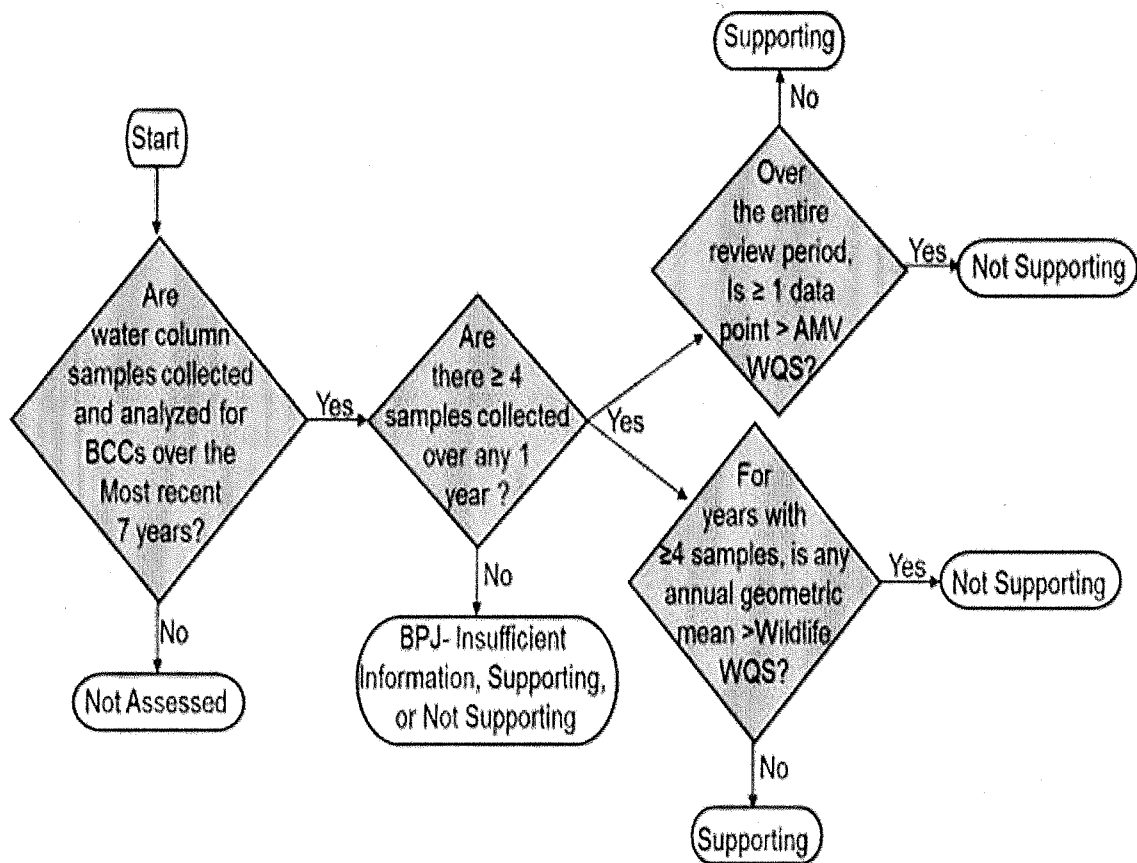 Start
Are
water column
samples collected
and analyzed for
BCCs over the
Most recent
7 years?
Yes
No
Not Assessed
Are
there ≥ 4
samples collected
over any 1
year ?
Yes
No
BPJ- Insufficient
Information, Supporting,
or Not Supporting
Over
the entire
review period,
Is ≥ 1 data
point > AMV
WQS?
No
Supporting
Yes
Not Supporting
For
years with
≥4 samples, is any
annual geometric
mean >Wildlife
WQS?
Yes
Not Supporting
No
Supporting